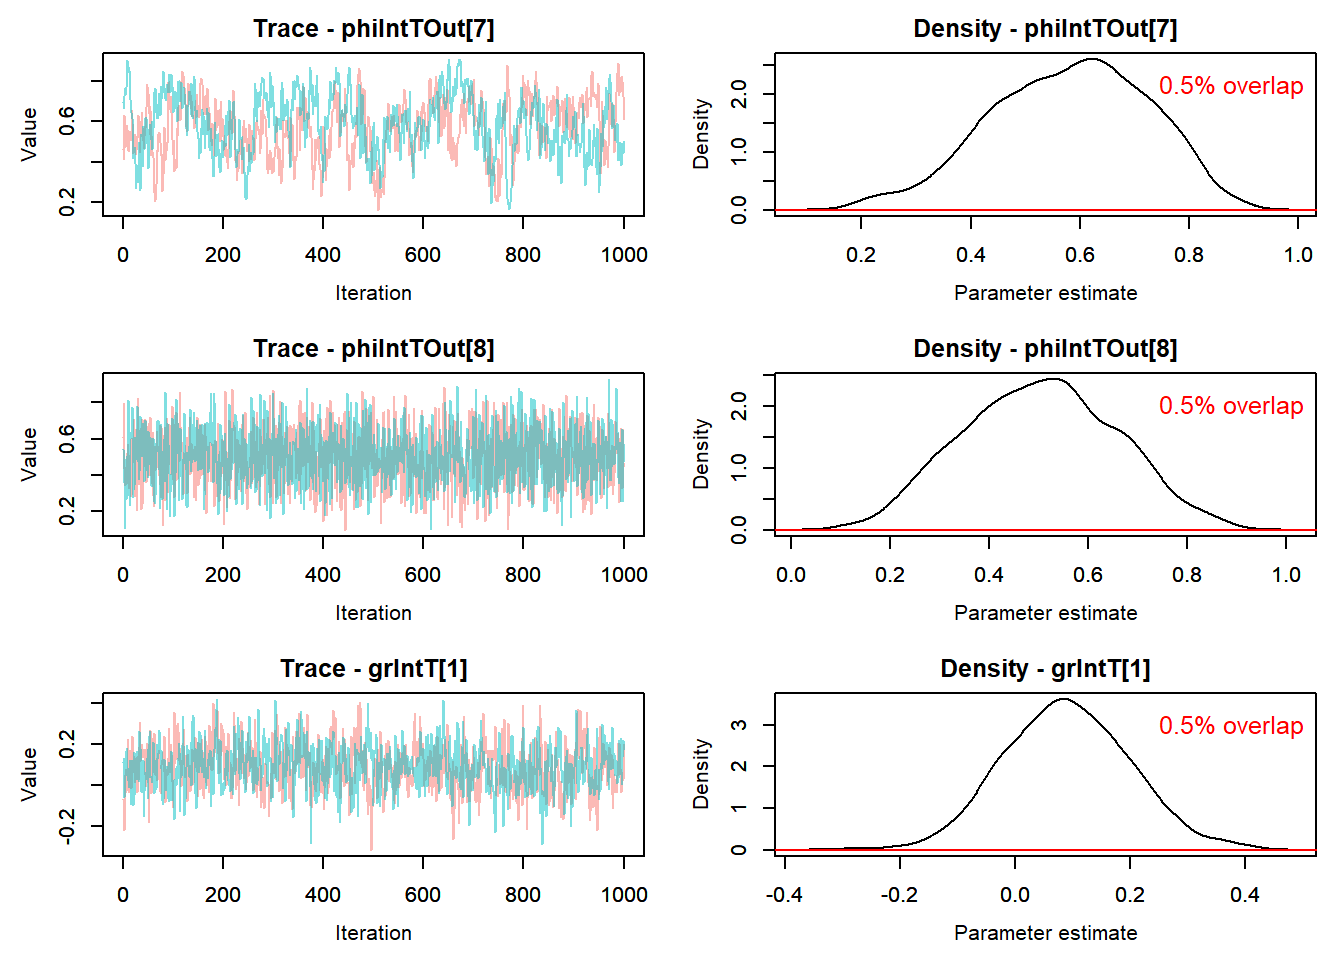 Trace - phiIntTOut[7]
Value
0.2
0.6
0
200
400
600
800
1000
Iteration
Density - phiIntTOut[7]
Density
0.0
1.0
2.0
0.5% overlap
0.2
0.4
0.6
0.8
1.0
Parameter estimate
Trace - phiIntTOut[8]
Value
0.2
0.6
0
200
400
600
800
1000
Iteration
Density - phiIntTOut[8]
Density
0.0
1.0
2.0
0.5% overlap
0.0
0.2
0.4
0.6
0.8
1.0
Parameter estimate
Trace - grIntT[1]
Value
-0.2
0.2
0
200
400
600
800
1000
Iteration
Density - grIntT[1]
Density
0
1
2
3
0.5% overlap
-0.4
-0.2
0.0
0.2
0.4
Parameter estimate